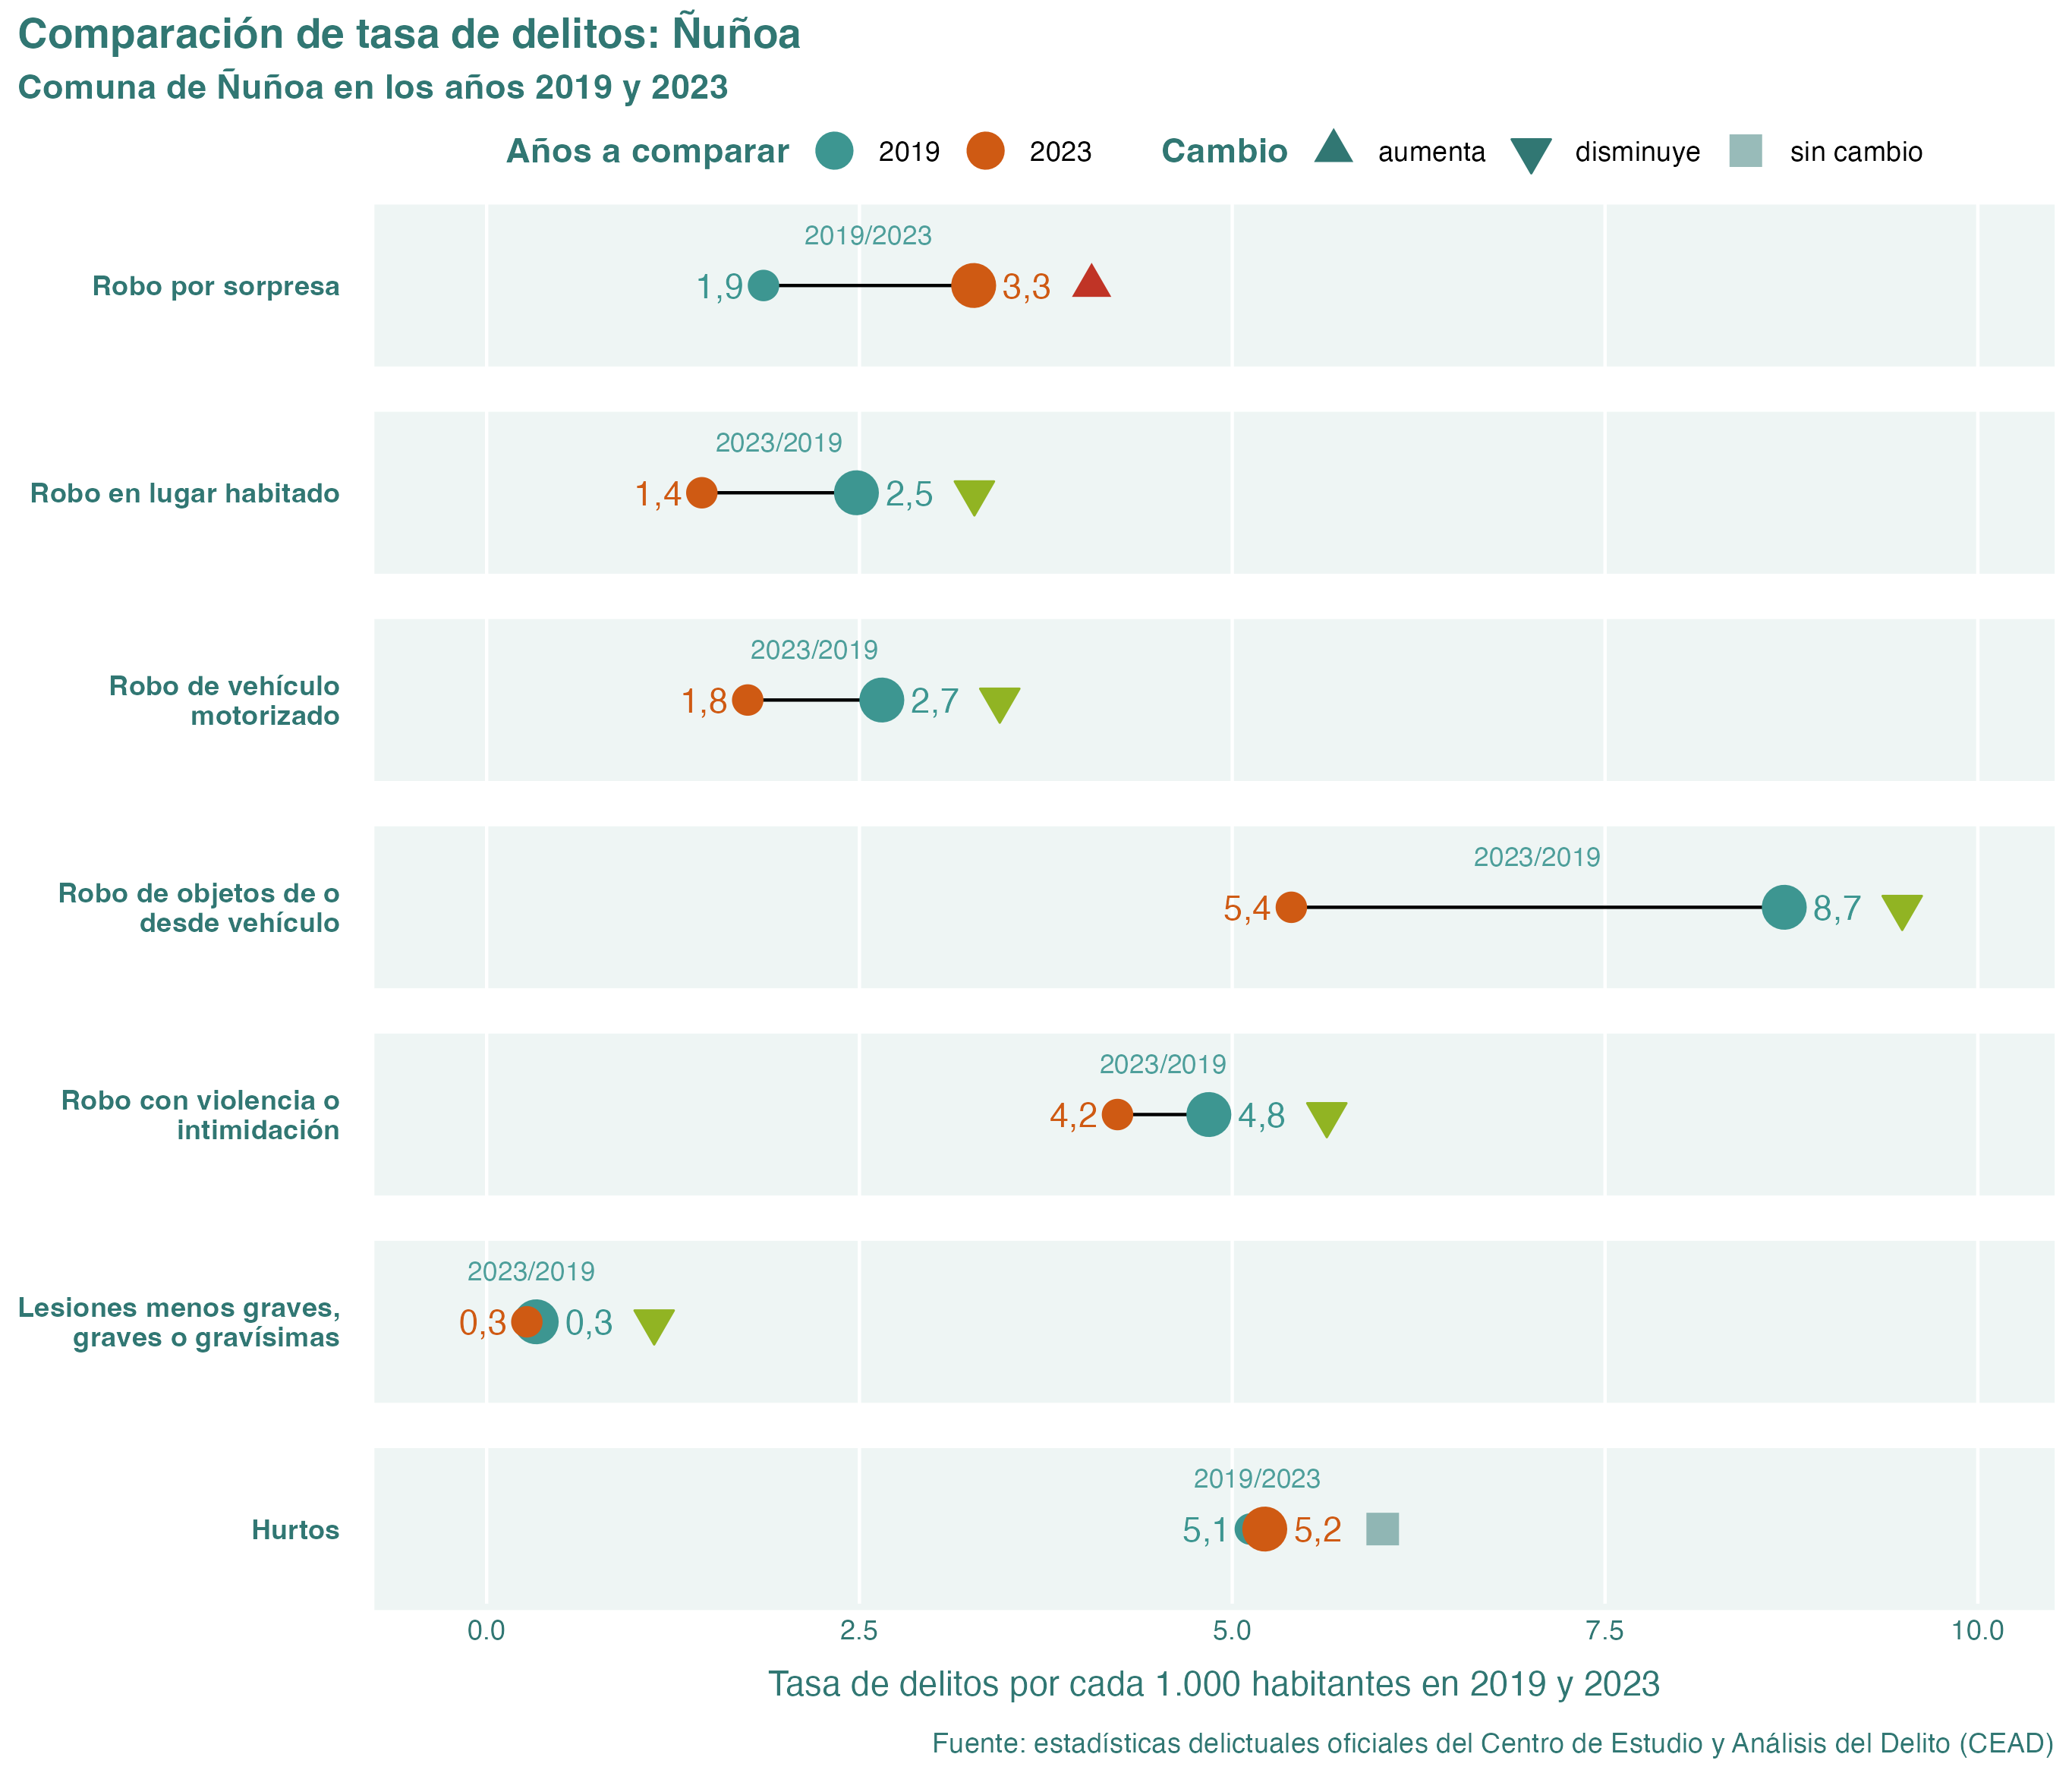 Comparación de tasa de delitos: Ñuñoa
Comuna de Ñuñoa en los años 2019 y 2023
Años a comparar 2019 2023 Cambio aumenta disminuye sin cambio
2019/2023
Robo por sorpresa 1,9 3,3
2023/2019
Robo en lugar habitado 1,4 2,5
2023/2019
Robo de vehículo
motorizado
1,8 2,7
2023/2019
Robo de objetos de o
desde vehículo
5,4 8,7
2023/2019
Robo con violencia o
intimidación
4,2 4,8
2023/2019
Lesiones menos graves,
graves o gravísimas
0,3 0,3
2019/2023
Hurtos 5,1 5,2
0.0 2.5 5.0 7.5 10.0
Tasa de delitos por cada 1.000 habitantes en 2019 y 2023
Fuente: estadísticas delictuales oficiales del Centro de Estudio y Análisis del Delito (CEAD)